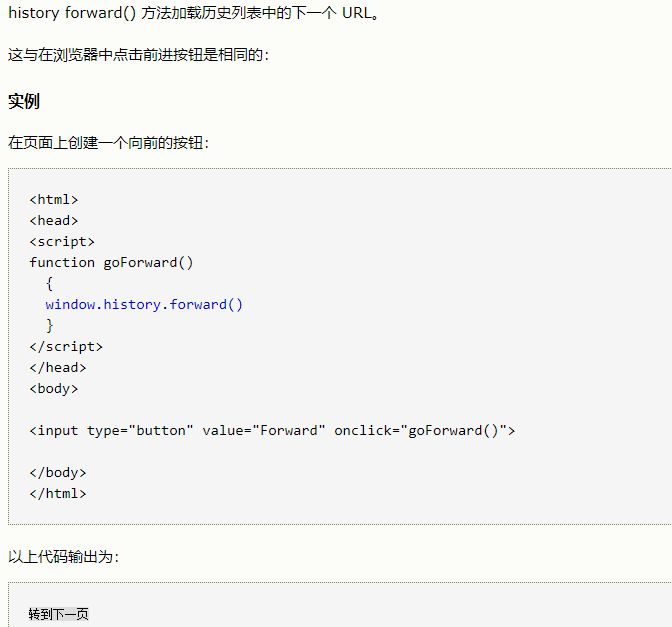 history forward() 方法加载历史列表中的下一个 URL。
这与在浏览器中点击前进按钮是相同的：
实例
在页面上创建一个向前的按钮：
<html>
<head>
<script>
function goForward()
  {
  window.history.forward()
  }
</script>
</head>
<body>
<input type="button" value="Forward" onclick="goForward()">
</body>
</html>
以上代码输出为：
转到下一页